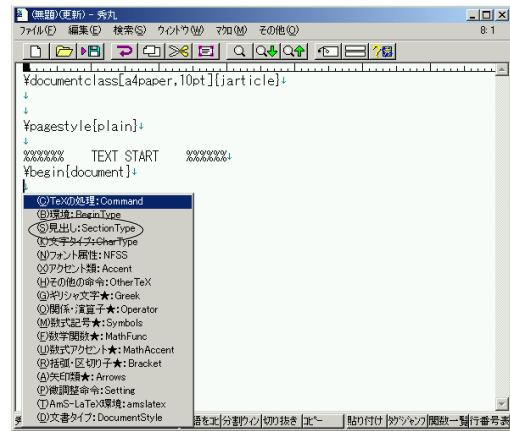 (無題)(更新) - 秀丸
ファイル(F) 編集(E) 検索(S) ウィンドウ(W) マクロ(M) その他(O) 8: 1
¥documentclass[a4paper,10pt]{jarticle}↓
↓
↓
¥pagestyle{plain}↓
↓
%%%%%% TEXT START %%%%%%↓
¥begin{document}↓
↓
(C)TeXの処理:Command
(B)環境:BeginType
(S)見出し:SectionType
(K)文字タイプ:CharType
(N)フォント属性:NFSS
(X)アクセント類:Accent
(H)その他の命令:OtherTeX
(G)ギリシャ文字★:Greek
(O)関係・演算子★:Operator
(M)数式記号★:Symbols
(F)数学関数★:MathFunc
(U)数式アクセント★:MathAccent
(R)括弧・区切り子★:Bracket
(A)矢印類★:Arrows
(P)微調整命令:Setting
(T)AmS-LaTeX環境:amslatex
(D)文書タイプ:DocumentStyle
語をコピ 分割ウィン 切り抜き コピー 貼り付け タグジャンプ 関数一覧 行番号表